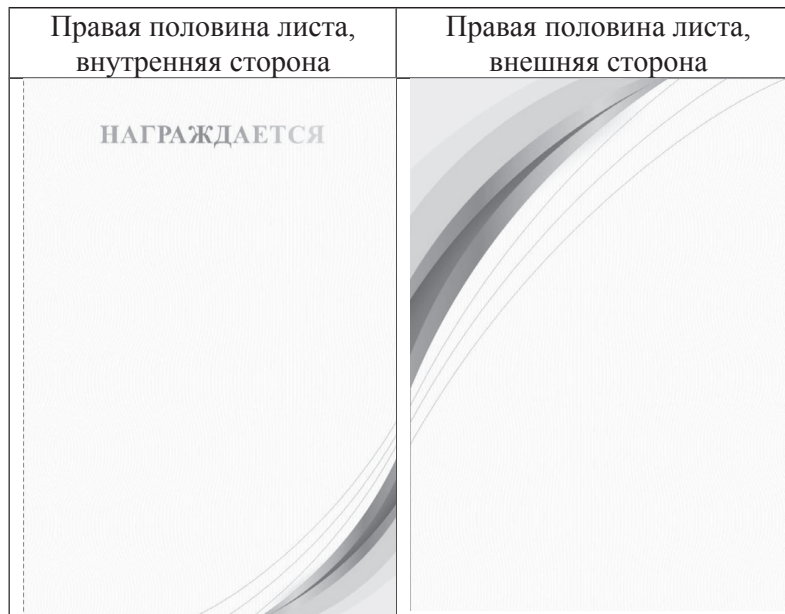 Правая половина листа,
внутренняя сторона
Правая половина листа,
внешняя сторона
НАГРАЖДАЕТСЯ